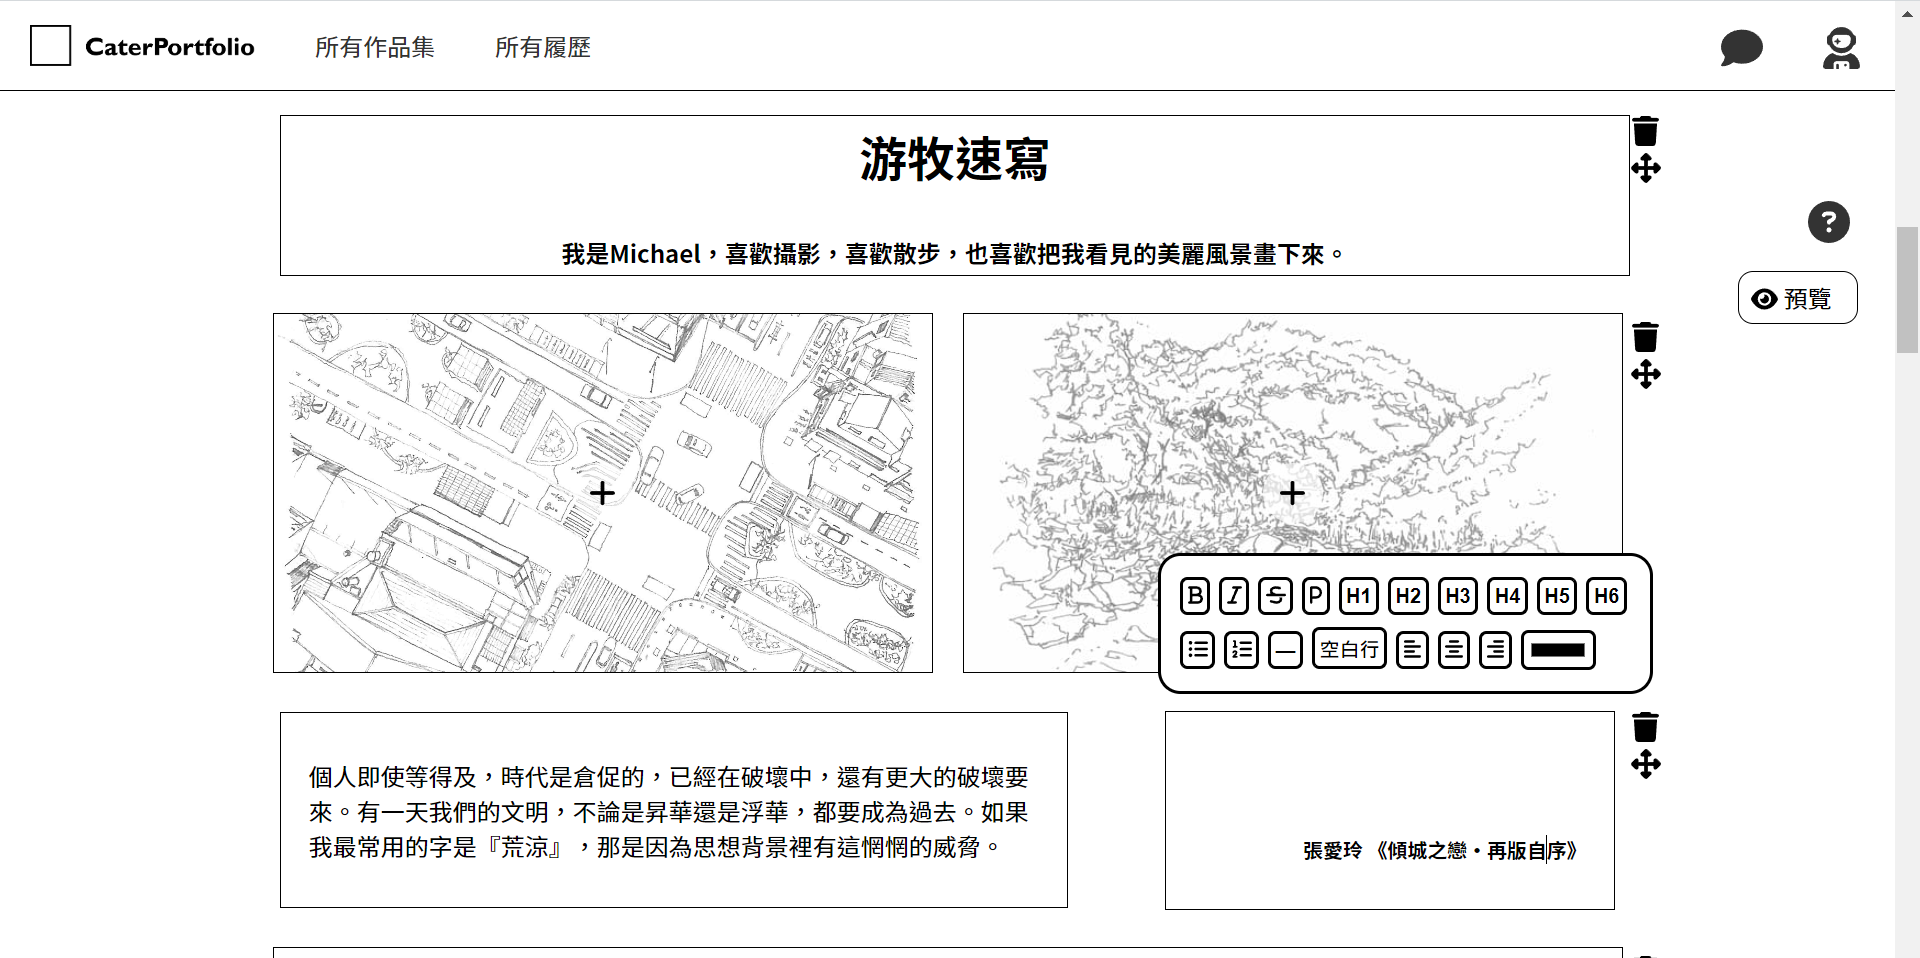 CaterPortfolio
所有作品集
所有履歷
游牧速寫
我是Michael，喜歡攝影，喜歡散步，也喜歡把我看見的美麗風景畫下來。
?
預覽
B I S P H1 H2 H3 H4 H5 H6
空白行
個人即使等得及，時代是倉促的，已經在破壞中，還有更大的破壞要
來。有一天我們的文明，不論是昇華還是浮華，都要成為過去。如果
我最常用的字是『荒涼』，那是因為思想背景裡有這惘惘的威脅。
張愛玲 《傾城之戀・再版自序》